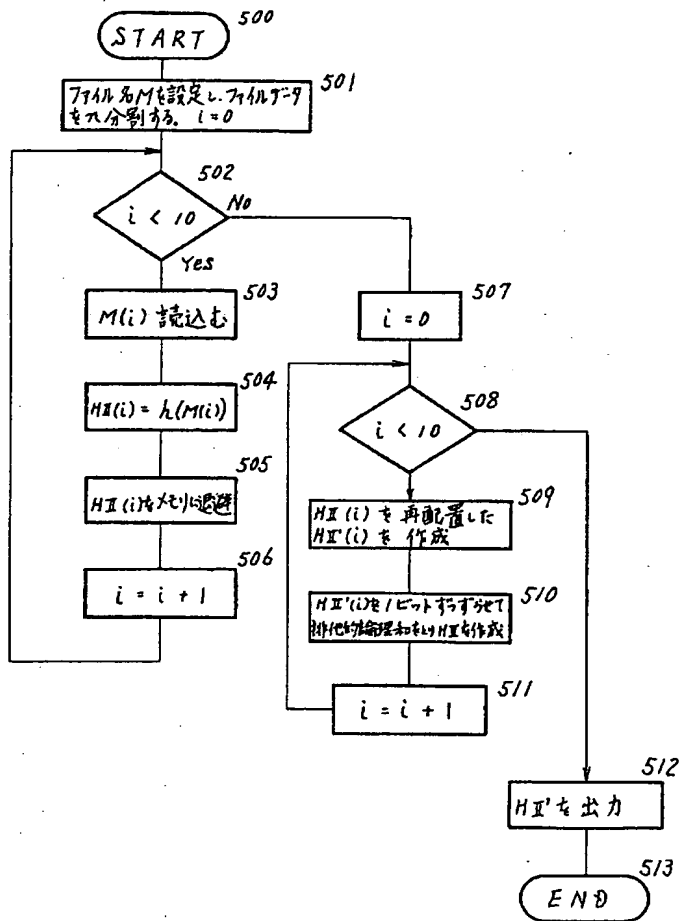 500
START
501
ファイル名Mを設定し、ファイルデータ
をn分割する。 i=0
502
i < 10
No
Yes
503
M(i) 読込む
504
HⅡ(i) = h(M(i))
505
HⅡ(i)をメモリに退避
506
i = i + 1
507
i = 0
508
i < 10
509
HⅡ(i) を再配置した
HⅡ'(i) を作成
510
HⅡ'(i)を1ビットずつずらせて
排他的論理和をとりHⅡを作成
511
i = i + 1
512
HⅡ'を出力
513
END